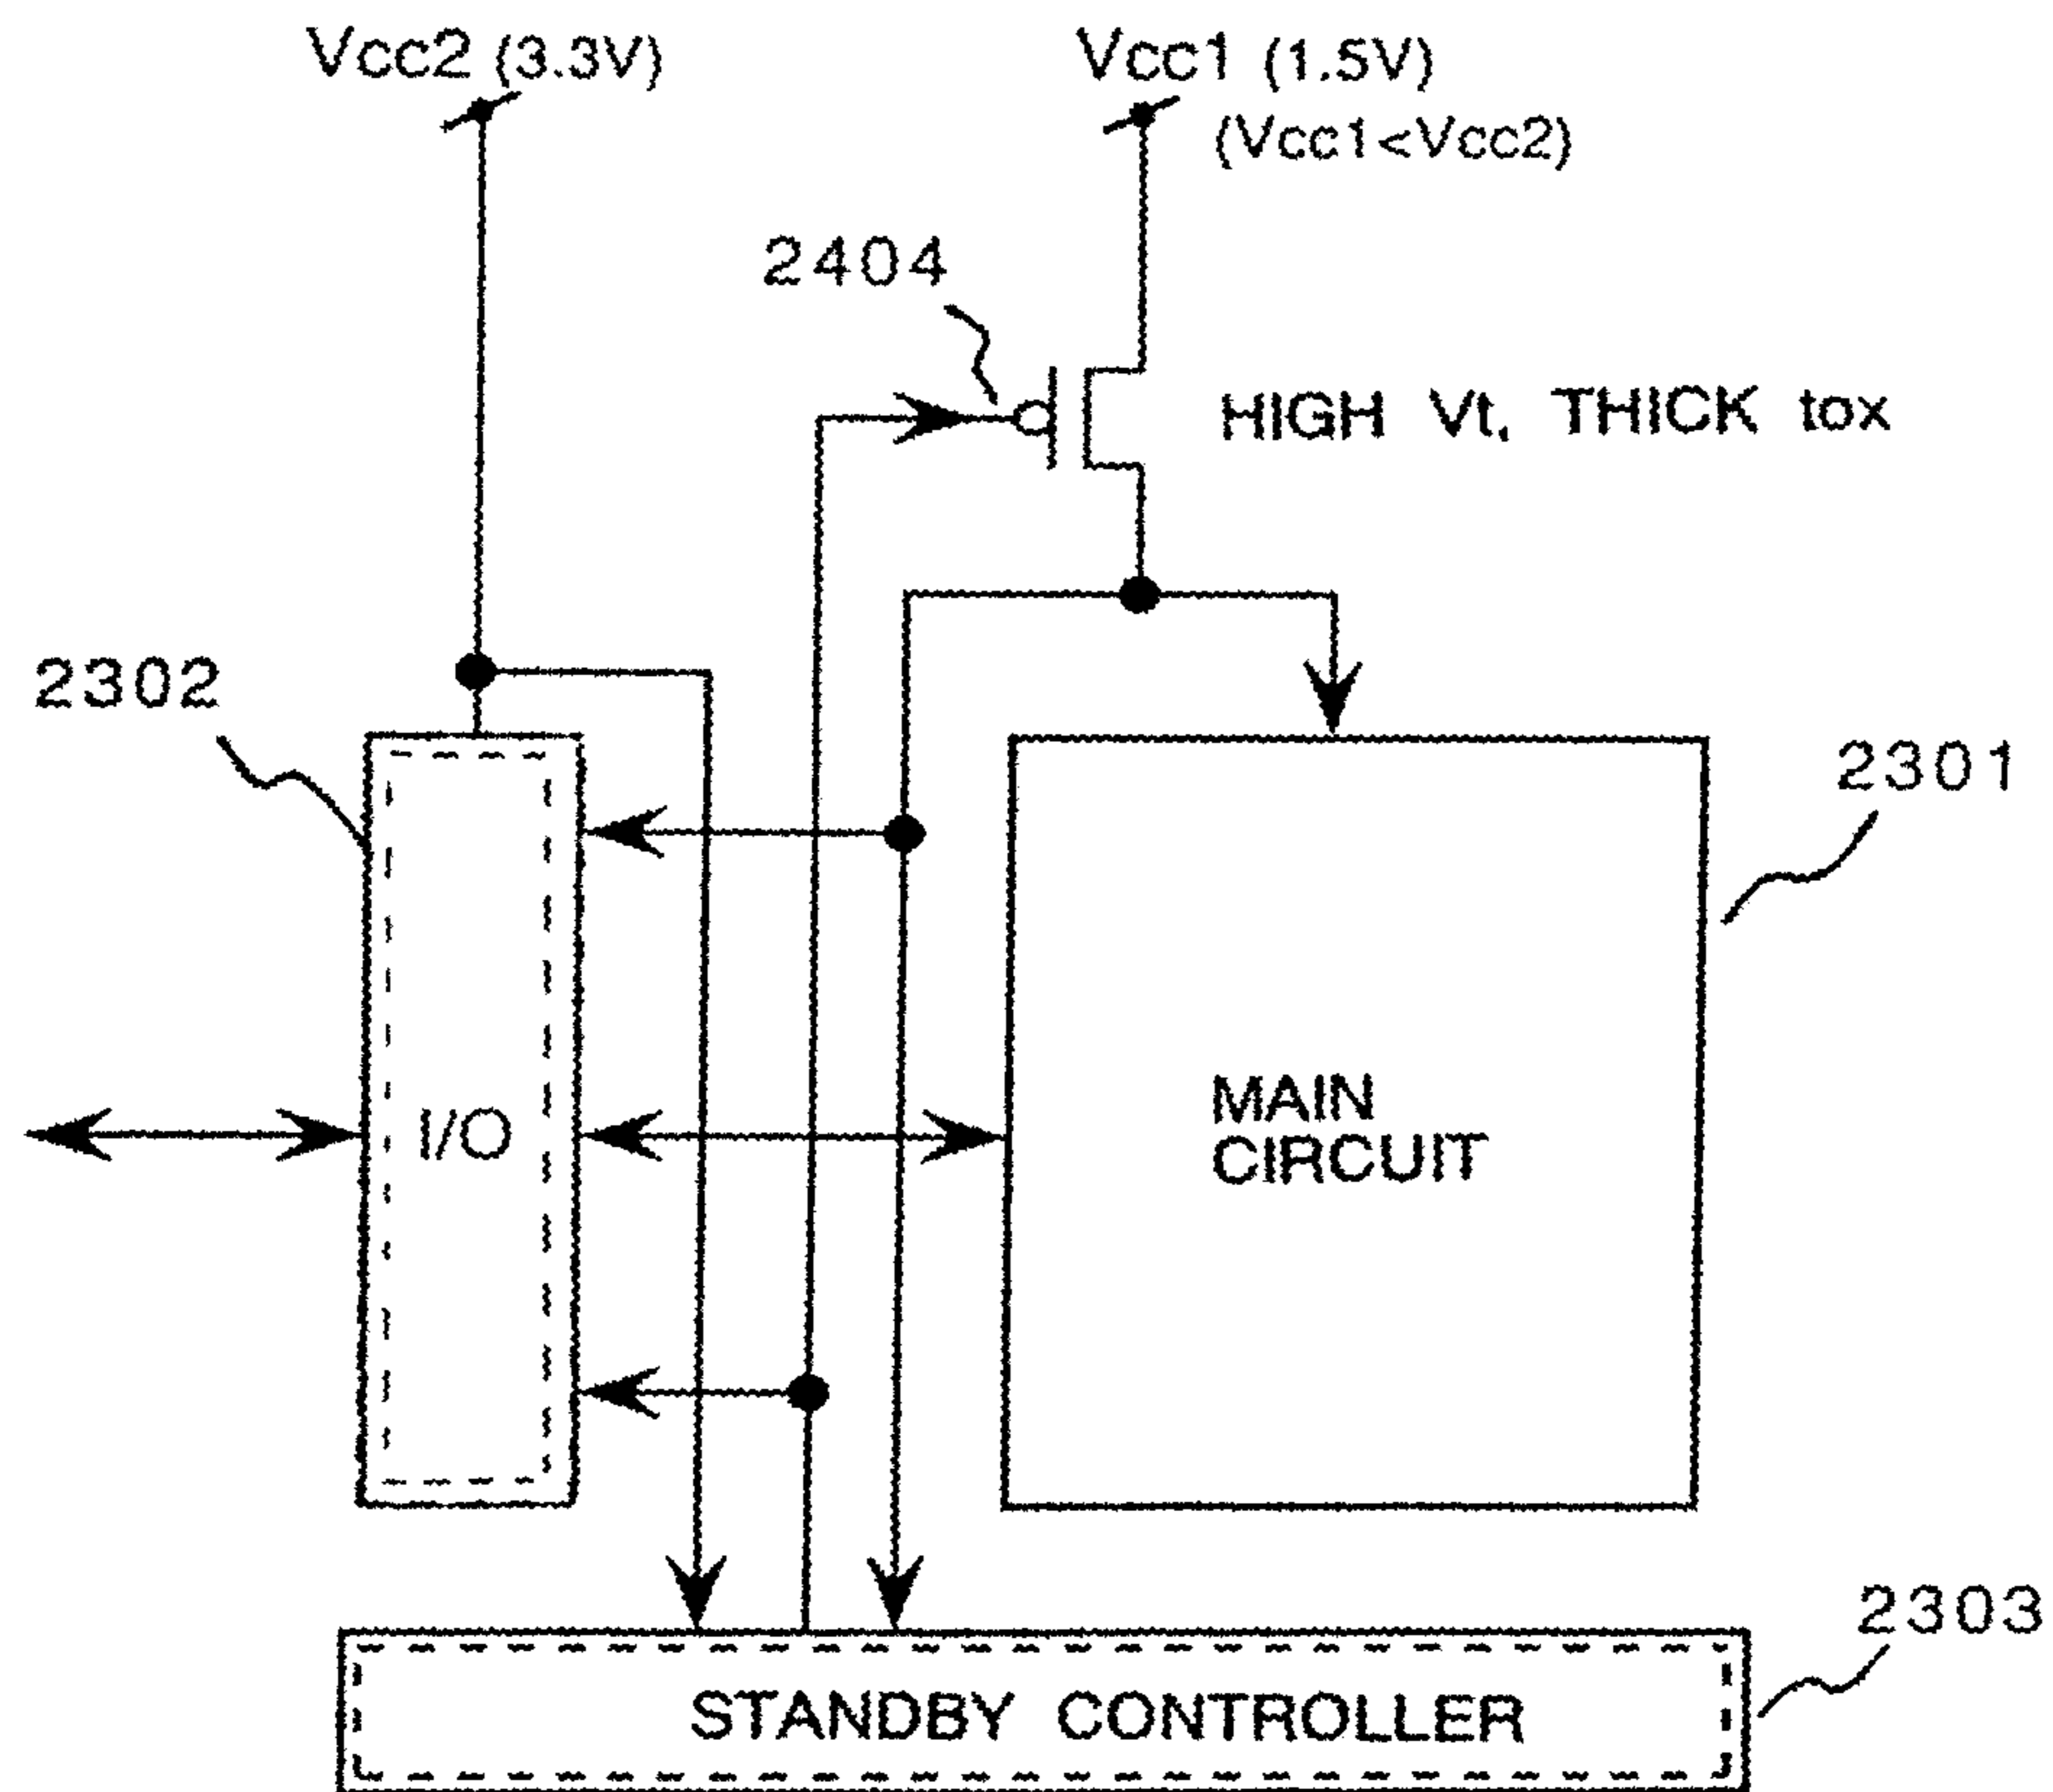 Vcc2 (3.3V)
Vcc1 (1.5V)
(Vcc1<Vcc2)
2404
HIGH Vt, THICK tox
2302
2301
I/O
MAIN
CIRCUIT
2303
STANDBY CONTROLLER